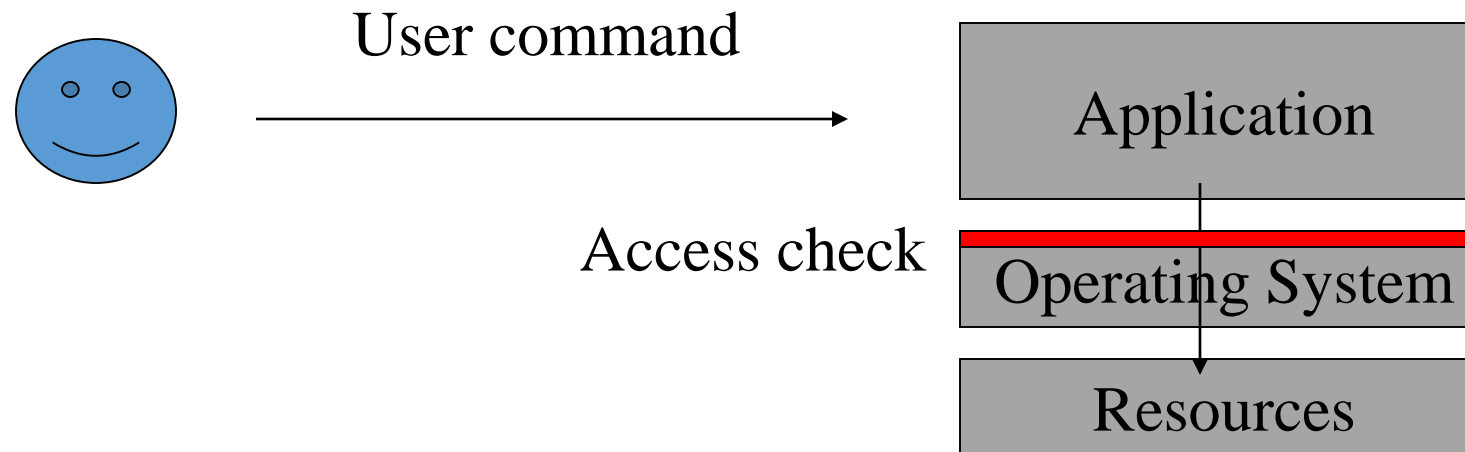 User command
Application
Access check
Operating System
Resources